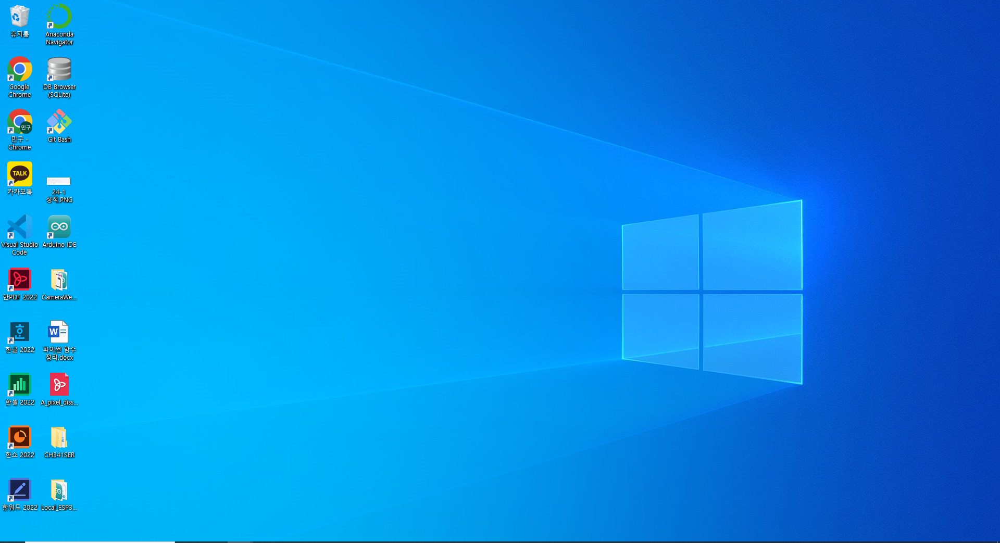 휴지통
Anaconda
Navigator
Google
Chrome
DB Browser
(SQLite)
민구
민구 -
Chrome
Git Bash
TALK
카카오톡
24-1
성적.PNG
Visual Studio
Code
Arduino IDE
한PDF 2022
CameraWe...
한글 2022
W
파이썬 함수
정리.docx
한셀 2022
A_pixel_diss...
한쇼 2022
CH341SER
한워드 2022
Local_ESP3...